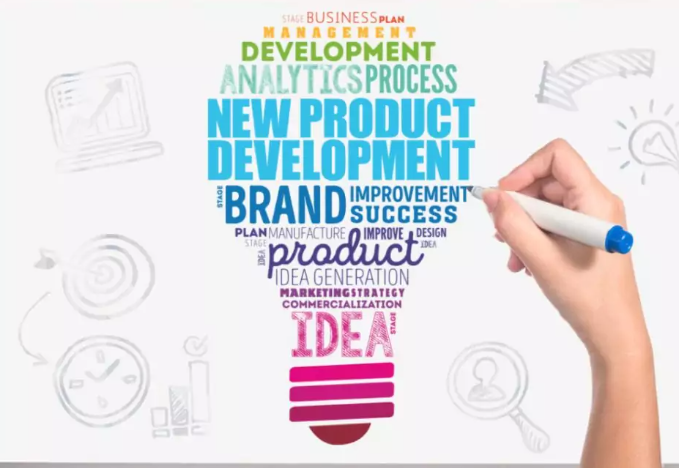 STAGE BUSINESS PLAN
MANAGEMENT
DEVELOPMENT
ANALYTICS PROCESS
NEW PRODUCT
DEVELOPMENT
STAGE BRAND IMPROVEMENT
SUCCESS
PLAN MANUFACTURE IMPROVE DESIGN
STAGE IDEA product IDEA
IDEA GENERATION
MARKETING STRATEGY
COMMERCIALIZATION
IDEA STAGE